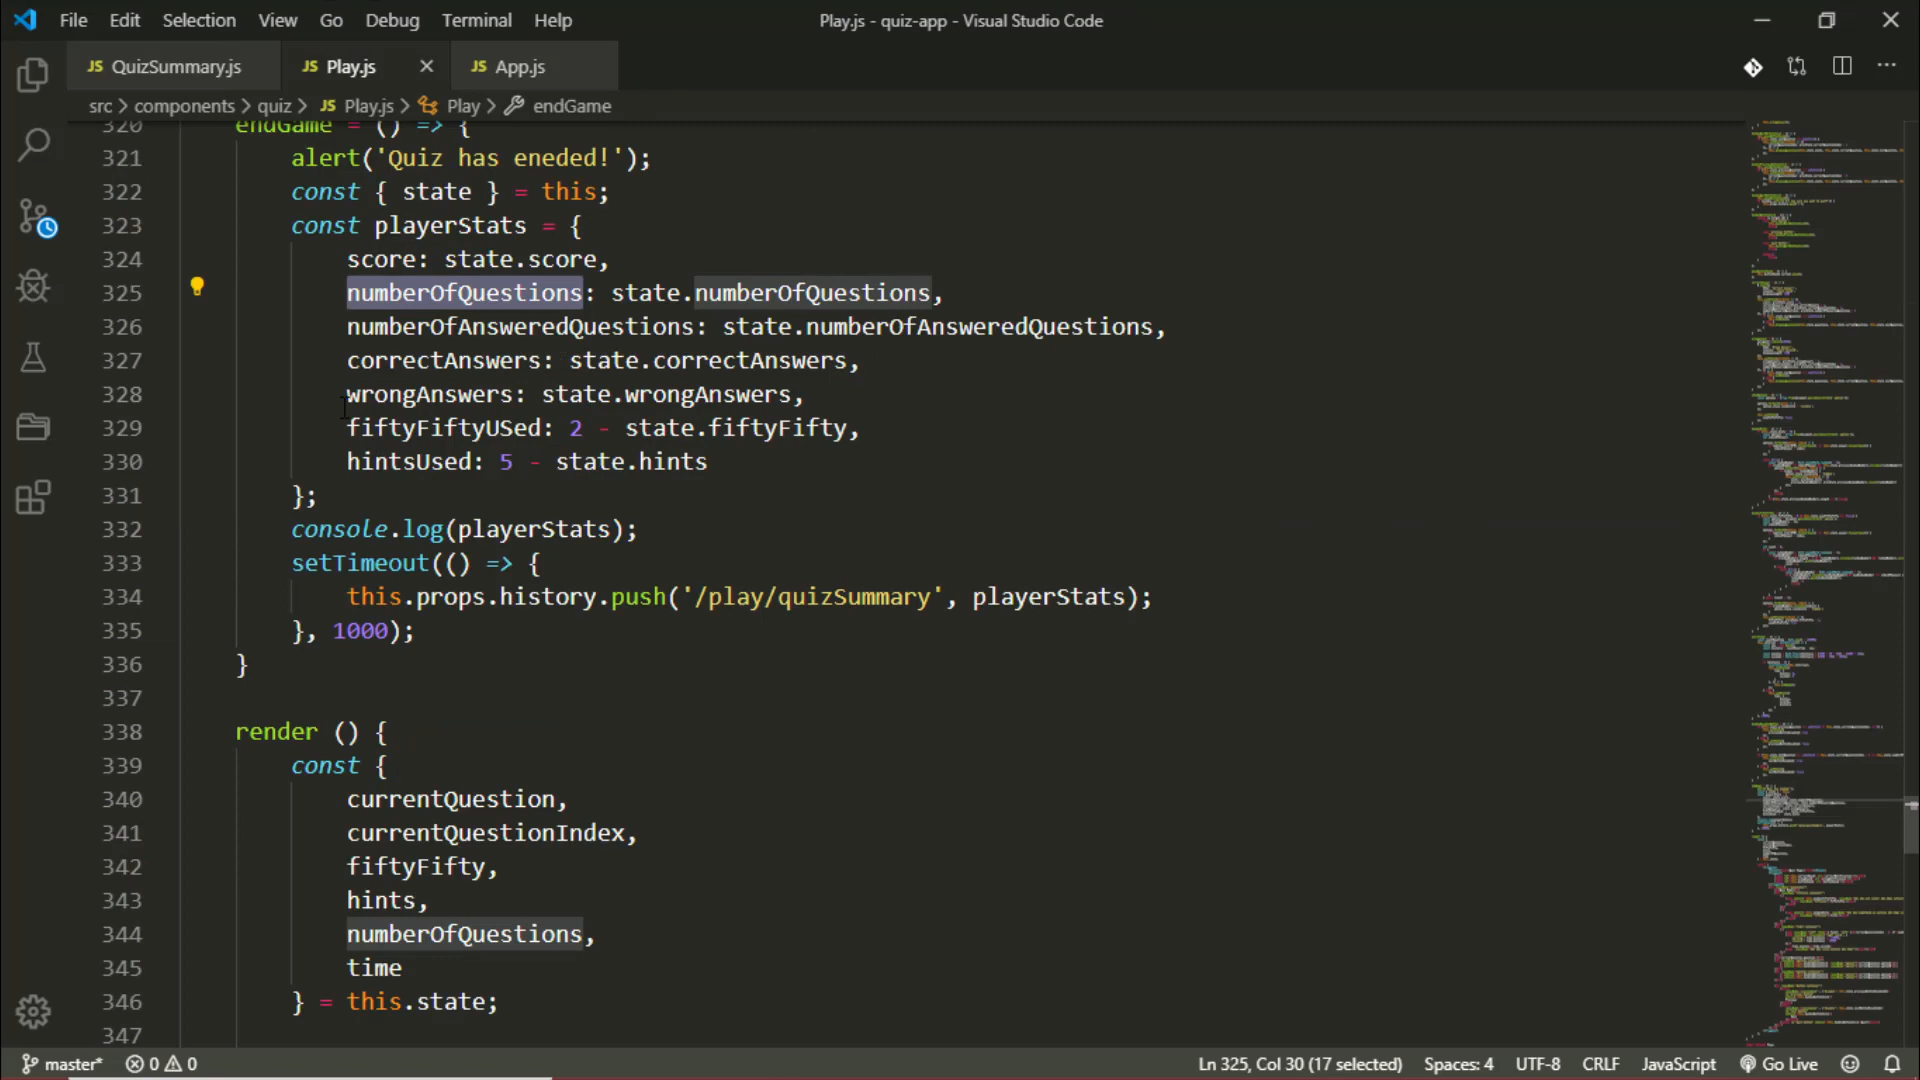 File Edit Selection View Go Debug Terminal Help
Play.js - quiz-app - Visual Studio Code
JS QuizSummary.js JS Play.js JS App.js
src > components > quiz > JS Play.js > Play > endGame
320 endGame = () => {
321 alert('Quiz has eneded!');
322 const { state } = this;
323 const playerStats = {
324 score: state.score,
325 numberOfQuestions: state.numberOfQuestions,
326 numberOfAnsweredQuestions: state.numberOfAnsweredQuestions,
327 correctAnswers: state.correctAnswers,
328 wrongAnswers: state.wrongAnswers,
329 fiftyFiftyUSed: 2 - state.fiftyFifty,
330 hintsUsed: 5 - state.hints
331 };
332 console.log(playerStats);
333 setTimeout(() => {
334 this.props.history.push('/play/quizSummary', playerStats);
335 }, 1000);
336 }
337
338 render () {
339 const {
340 currentQuestion,
341 currentQuestionIndex,
342 fiftyFifty,
343 hints,
344 numberOfQuestions,
345 time
346 } = this.state;
347
master* 0 0 Ln 325, Col 30 (17 selected) Spaces: 4 UTF-8 CRLF JavaScript Go Live